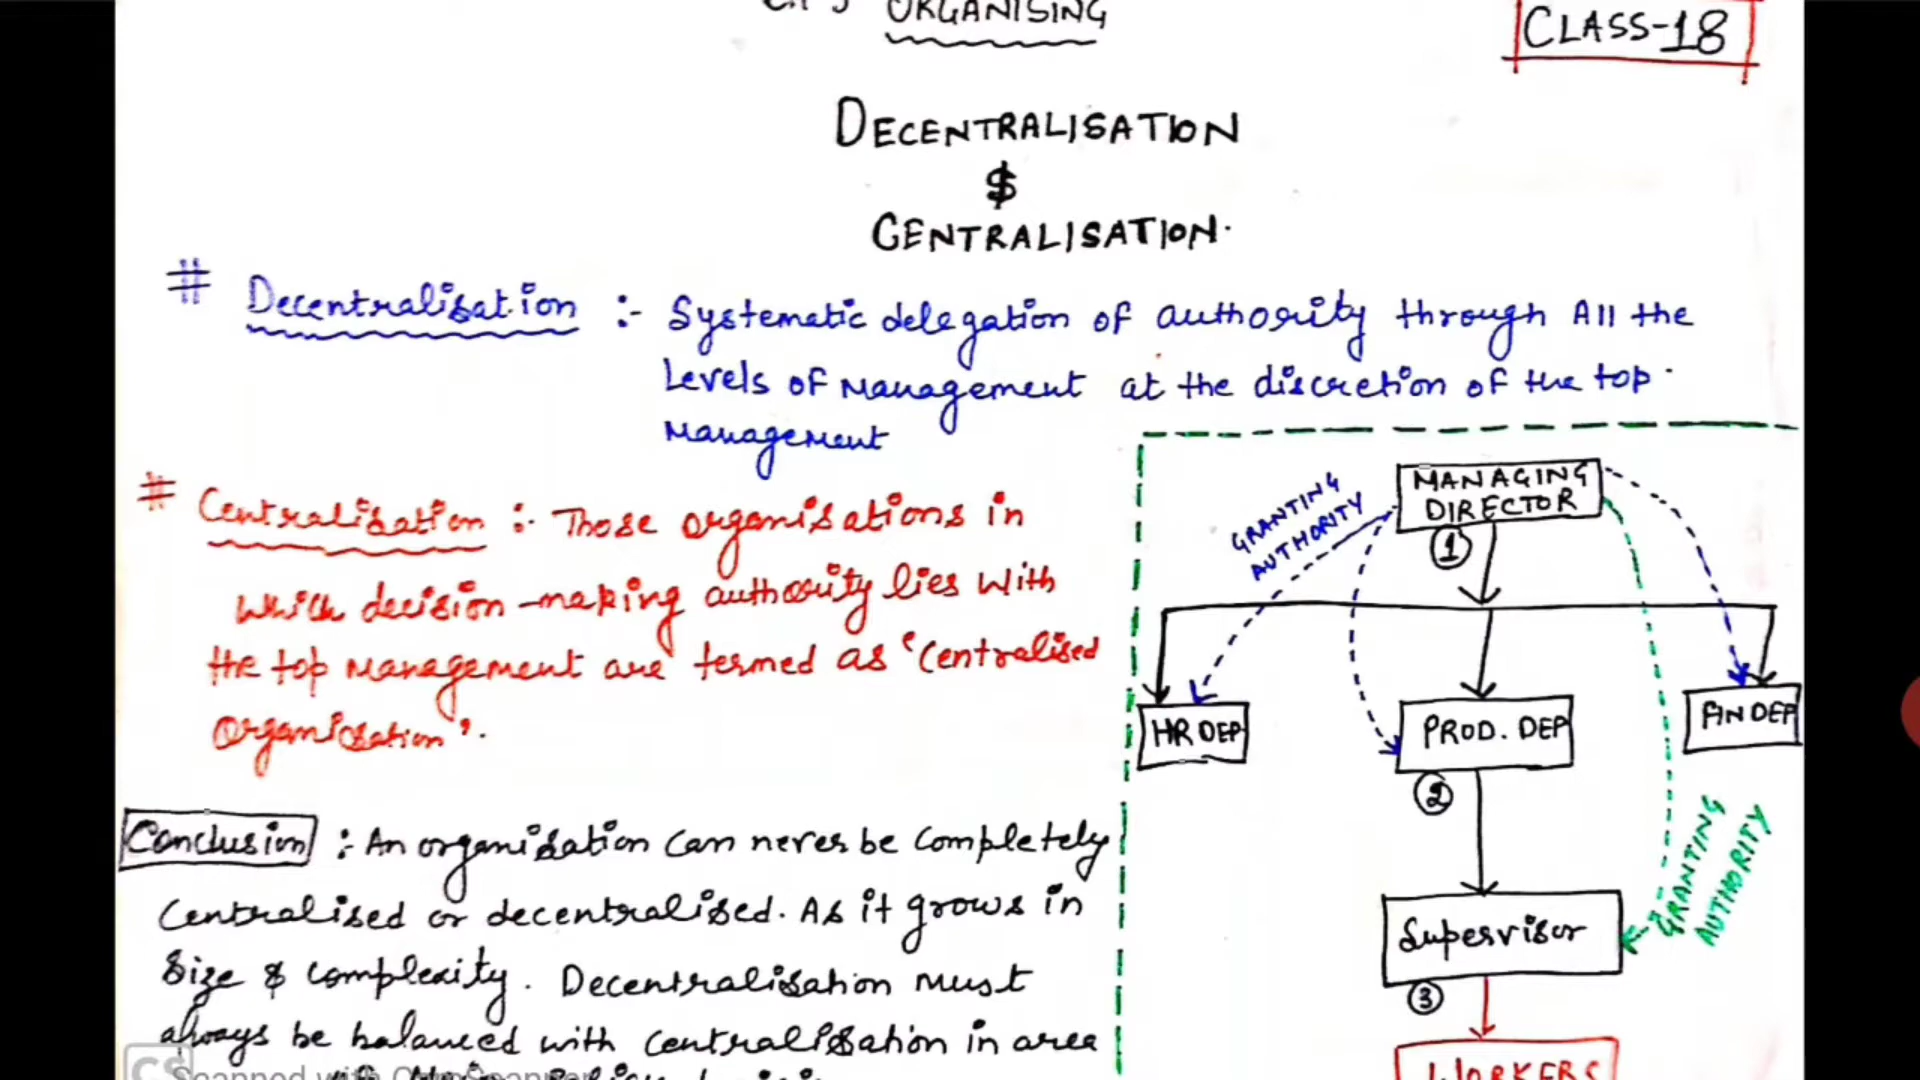 ORGANISING
CLASS-18
DECENTRALISATION
$
CENTRALISATION.
# Decentralisation :- Systematic delegation of authority through All the
Levels of Management at the discretion of the top.
Management
# Centralisation :- Those organisations in
which decision-making authority lies with
the top Management are termed as 'Centralised
Organisation'.
Conclusion : An organisation can never be completely
Centralised or decentralised. As it grows in
Size & complexity. Decentralisation must
always be balanced with centralisation in area
GRANTING
AUTHORITY
MANAGING
DIRECTOR
1
HR DEP
PROD. DEP
FIN DEP
2
GRANTING
AUTHORITY
Supervisor
3
WORKERS
CS